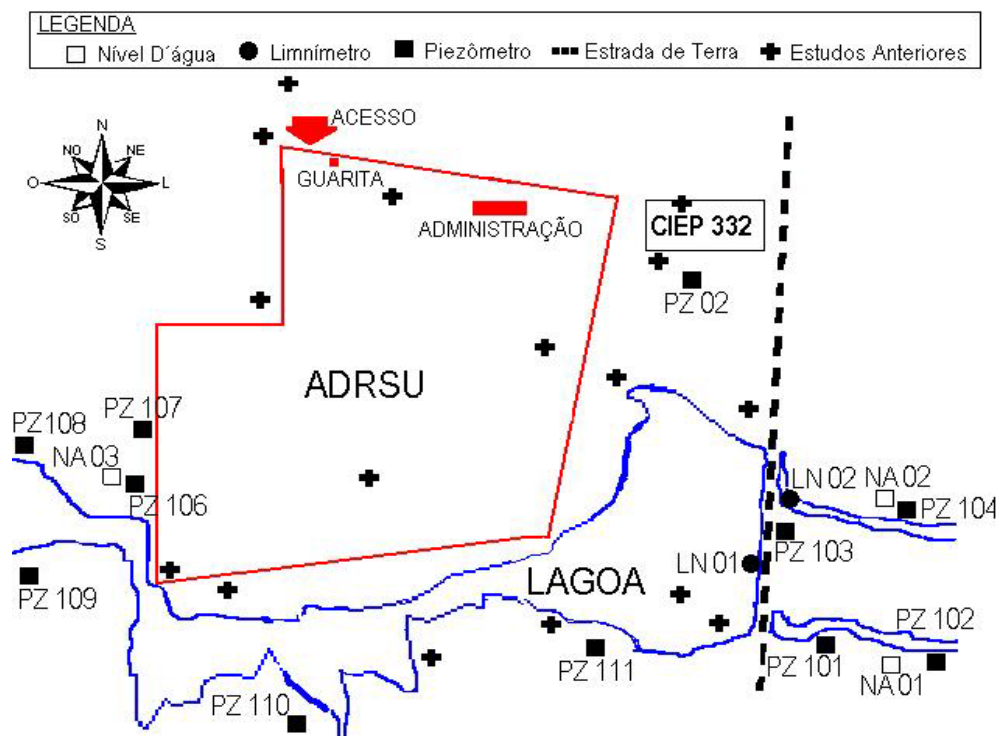 LEGENDA
Nível D´água Limnímetro Piezômetro Estrada de Terra Estudos Anteriores
ACESSO
N
NO NE
O L
SO SE
S
GUARITA
ADMINISTRAÇÃO
CIEP 332
PZ 02
ADRSU
PZ 107
PZ 108
NA 03
PZ 106
LN 02 NA 02
PZ 104
PZ 103
LN 01
LAGOA
PZ 109
PZ 102
PZ 111
PZ 101
NA 01
PZ 110